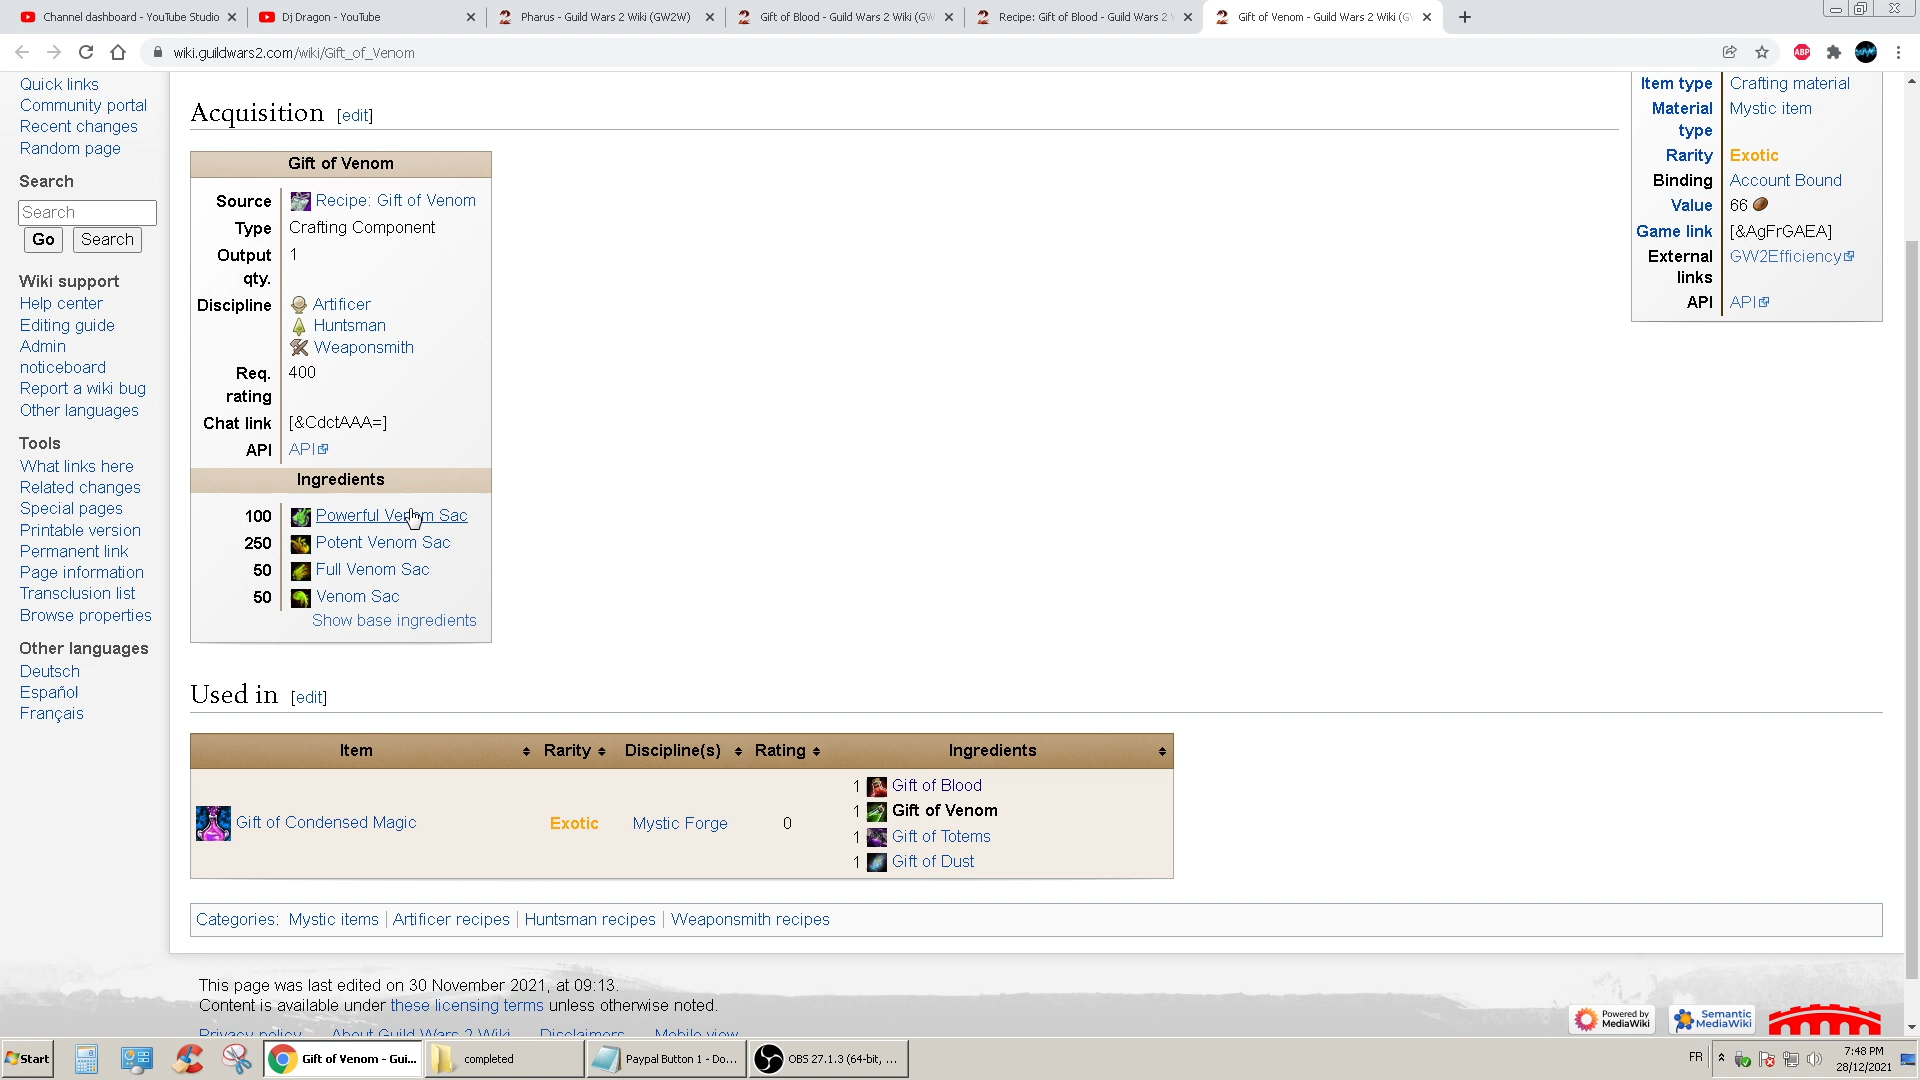 Channel dashboard - YouTube Studio
Dj Dragon - YouTube
Pharus - Guild Wars 2 Wiki (GW2W)
Gift of Blood - Guild Wars 2 Wiki (GW
Recipe: Gift of Blood - Guild Wars 2
Gift of Venom - Guild Wars 2 Wiki (G
wiki.guildwars2.com/wiki/Gift_of_Venom
ABP
Quick links
Community portal
Recent changes
Random page
Search
Search
Go Search
Wiki support
Help center
Editing guide
Admin
noticeboard
Report a wiki bug
Other languages
Tools
What links here
Related changes
Special pages
Printable version
Permanent link
Page information
Transclusion list
Browse properties
Other languages
Deutsch
Español
Français
Acquisition [edit]
Gift of Venom
Source Recipe: Gift of Venom
Type Crafting Component
Output qty. 1
Discipline Artificer
Huntsman
Weaponsmith
Req. rating 400
Chat link [&CdctAAA=]
API API
Ingredients
100 Powerful Venom Sac
250 Potent Venom Sac
50 Full Venom Sac
50 Venom Sac
Show base ingredients
Item type Crafting material
Material type Mystic item
Rarity Exotic
Binding Account Bound
Value 66
Game link [&AgFrGAEA]
External links GW2Efficiency
API API
Used in [edit]
Item Rarity Discipline(s) Rating Ingredients
Gift of Condensed Magic Exotic Mystic Forge 0
1 Gift of Blood
1 Gift of Venom
1 Gift of Totems
1 Gift of Dust
Categories: Mystic items Artificer recipes Huntsman recipes Weaponsmith recipes
This page was last edited on 30 November 2021, at 09:13.
Content is available under these licensing terms unless otherwise noted.
Privacy policy About Guild Wars 2 Wiki Disclaimers Mobile view
Powered by MediaWiki
Semantic MediaWiki
Start
Gift of Venom - Gui...
completed
Paypal Button 1 - Do...
OBS 27.1.3 (64-bit, ...
FR
7:48 PM
28/12/2021